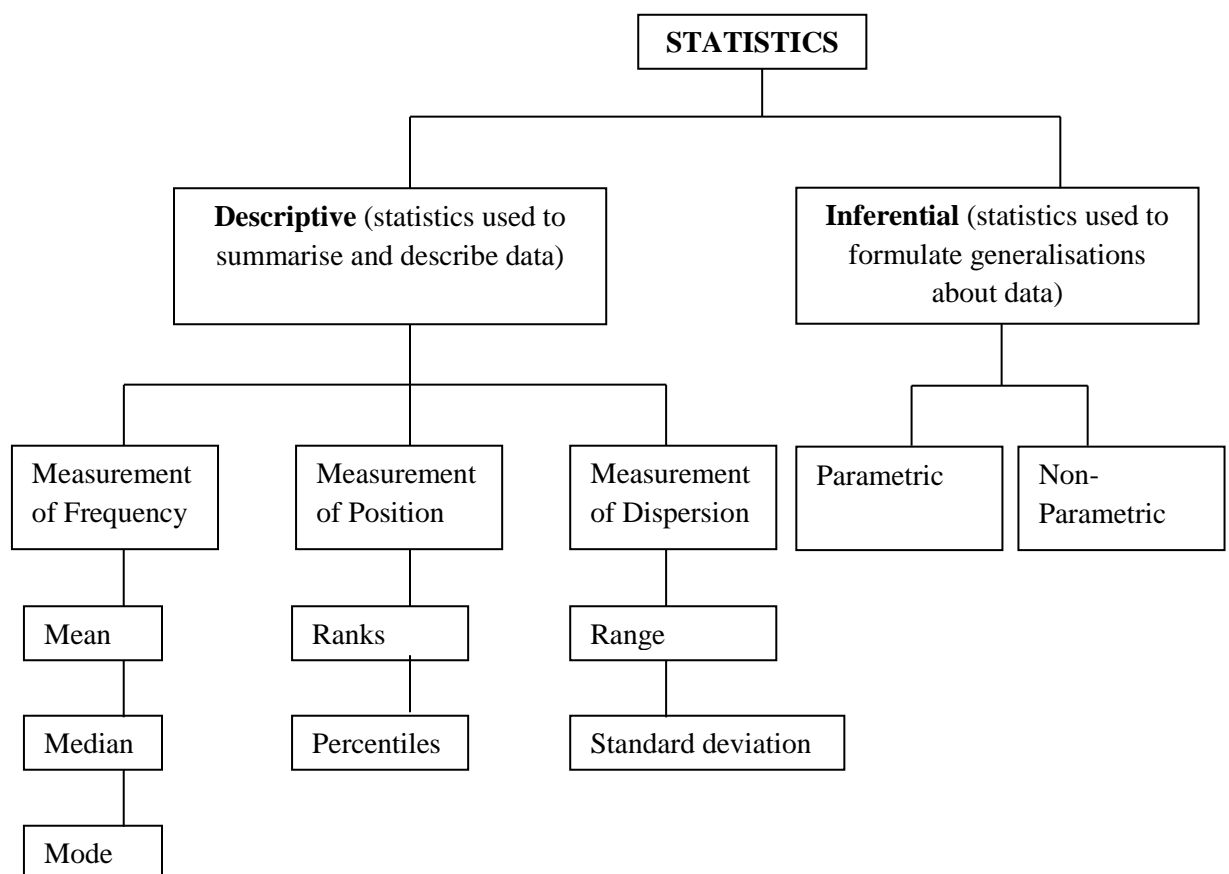 STATISTICS
Descriptive (statistics used to
summarise and describe data)
Inferential (statistics used to
formulate generalisations
about data)
Measurement
of Frequency
Measurement
of Position
Measurement
of Dispersion
Parametric
Non-
Parametric
Mean
Ranks
Range
Median
Percentiles
Standard deviation
Mode